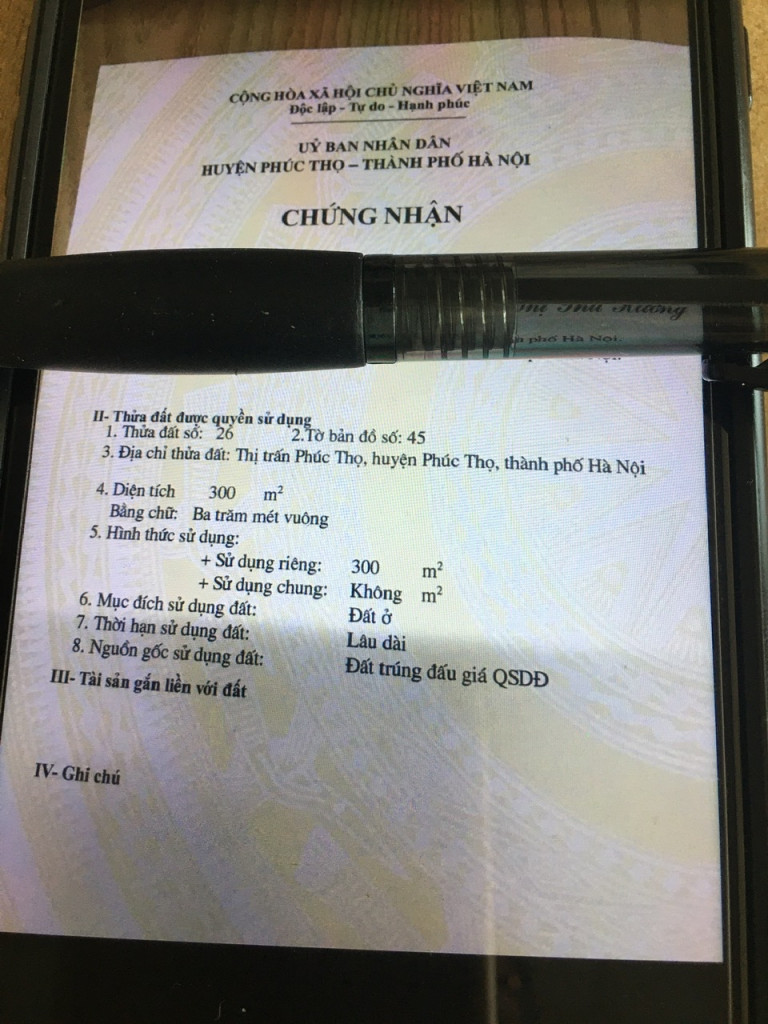 CỘNG HÒA XÃ HỘI CHỦ NGHĨA VIỆT NAM
Độc lập - Tự do - Hạnh phúc
UỶ BAN NHÂN DÂN
HUYỆN PHÚC THỌ – THÀNH PHỐ HÀ NỘI
CHỨNG NHẬN
Thị Thu Hương
phố Hà Nội.
II- Thửa đất được quyền sử dụng
1. Thửa đất số: 26 2.Tờ bản đồ số: 45
3. Địa chỉ thửa đất: Thị trấn Phúc Thọ, huyện Phúc Thọ, thành phố Hà Nội
4. Diện tích 300 m²
Bằng chữ: Ba trăm mét vuông
5. Hình thức sử dụng:
+ Sử dụng riêng: 300 m²
+ Sử dụng chung: Không m²
6. Mục đích sử dụng đất: Đất ở
7. Thời hạn sử dụng đất: Lâu dài
8. Nguồn gốc sử dụng đất: Đất trúng đấu giá QSDĐ
III- Tài sản gắn liền với đất
IV- Ghi chú